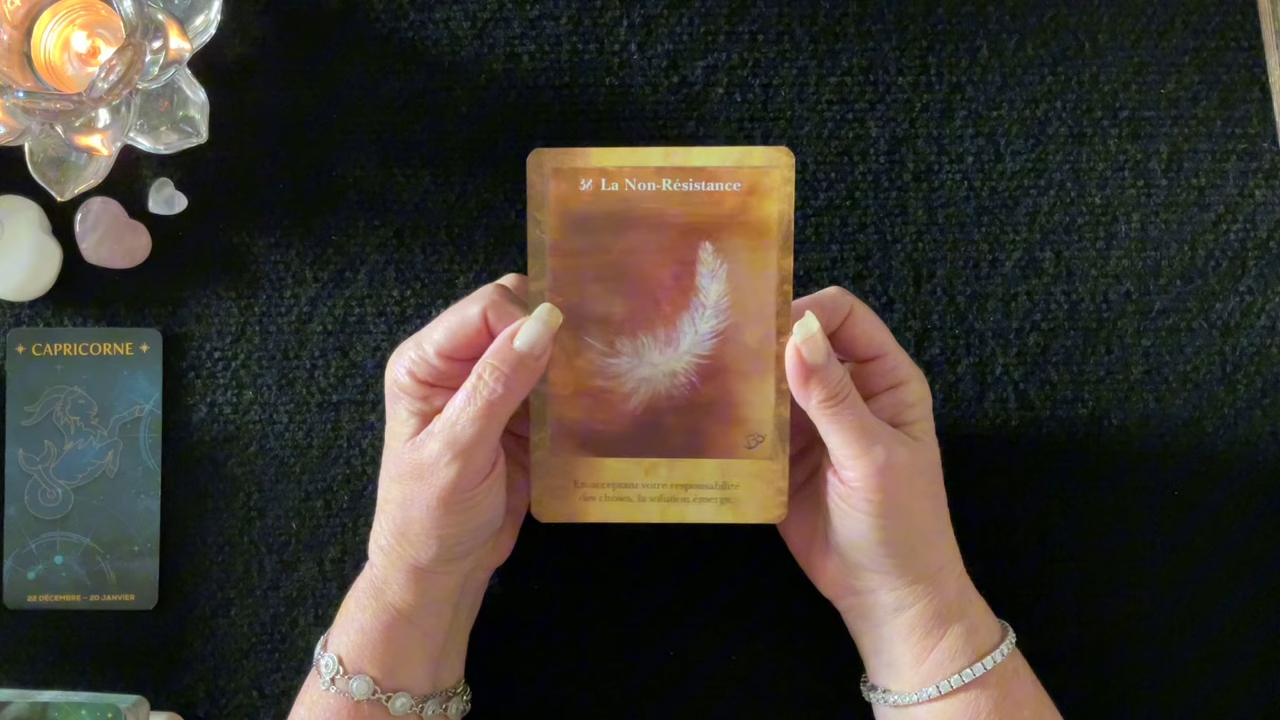 La Non-Résistance
En acceptant votre responsabilité
des choses, la solution émerge.
CAPRICORNE
22 DÉCEMBRE – 20 JANVIER